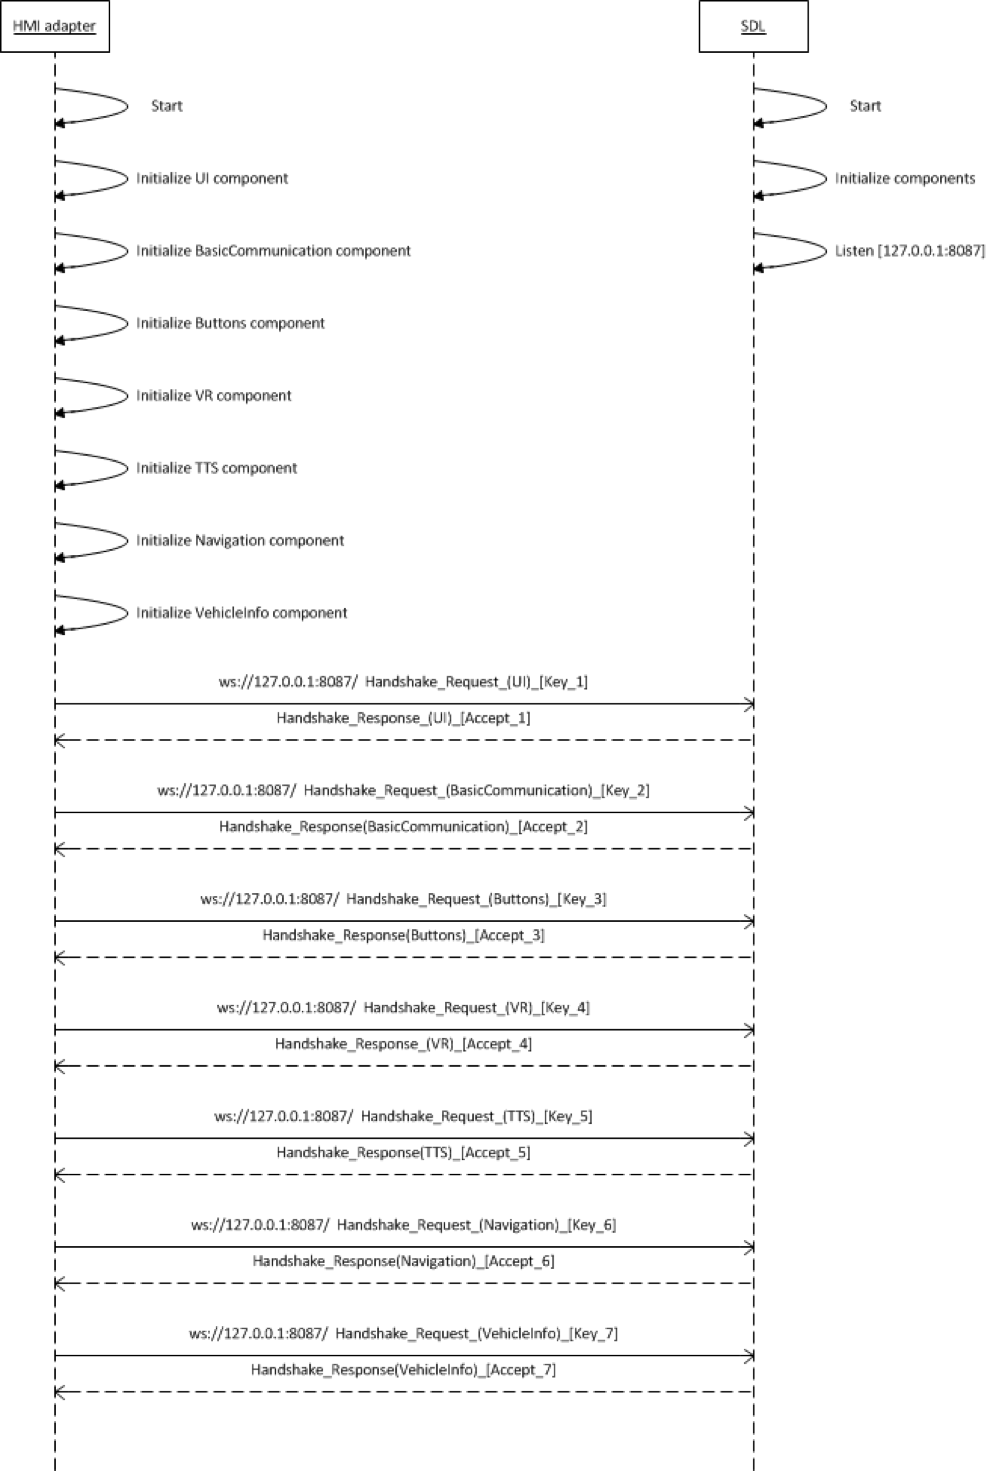 HMI adapter
SDL
Start
Start
Initialize UI component
Initialize components
Initialize BasicCommunication component
Listen [127.0.0.1:8087]
Initialize Buttons component
Initialize VR component
Initialize TTS component
Initialize Navigation component
Initialize VehicleInfo component
ws://127.0.0.1:8087/ Handshake_Request_(UI)_[Key_1]
Handshake_Response_(UI)_[Accept_1]
ws://127.0.0.1:8087/ Handshake_Request_(BasicCommunication)_[Key_2]
Handshake_Response(BasicCommunication)_[Accept_2]
ws://127.0.0.1:8087/ Handshake_Request_(Buttons)_[Key_3]
Handshake_Response(Buttons)_[Accept_3]
ws://127.0.0.1:8087/ Handshake_Request_(VR)_[Key_4]
Handshake_Response_(VR)_[Accept_4]
ws://127.0.0.1:8087/ Handshake_Request_(TTS)_[Key_5]
Handshake_Response(TTS)_[Accept_5]
ws://127.0.0.1:8087/ Handshake_Request_(Navigation)_[Key_6]
Handshake_Response(Navigation)_[Accept_6]
ws://127.0.0.1:8087/ Handshake_Request_(VehicleInfo)_[Key_7]
Handshake_Response(VehicleInfo)_[Accept_7]